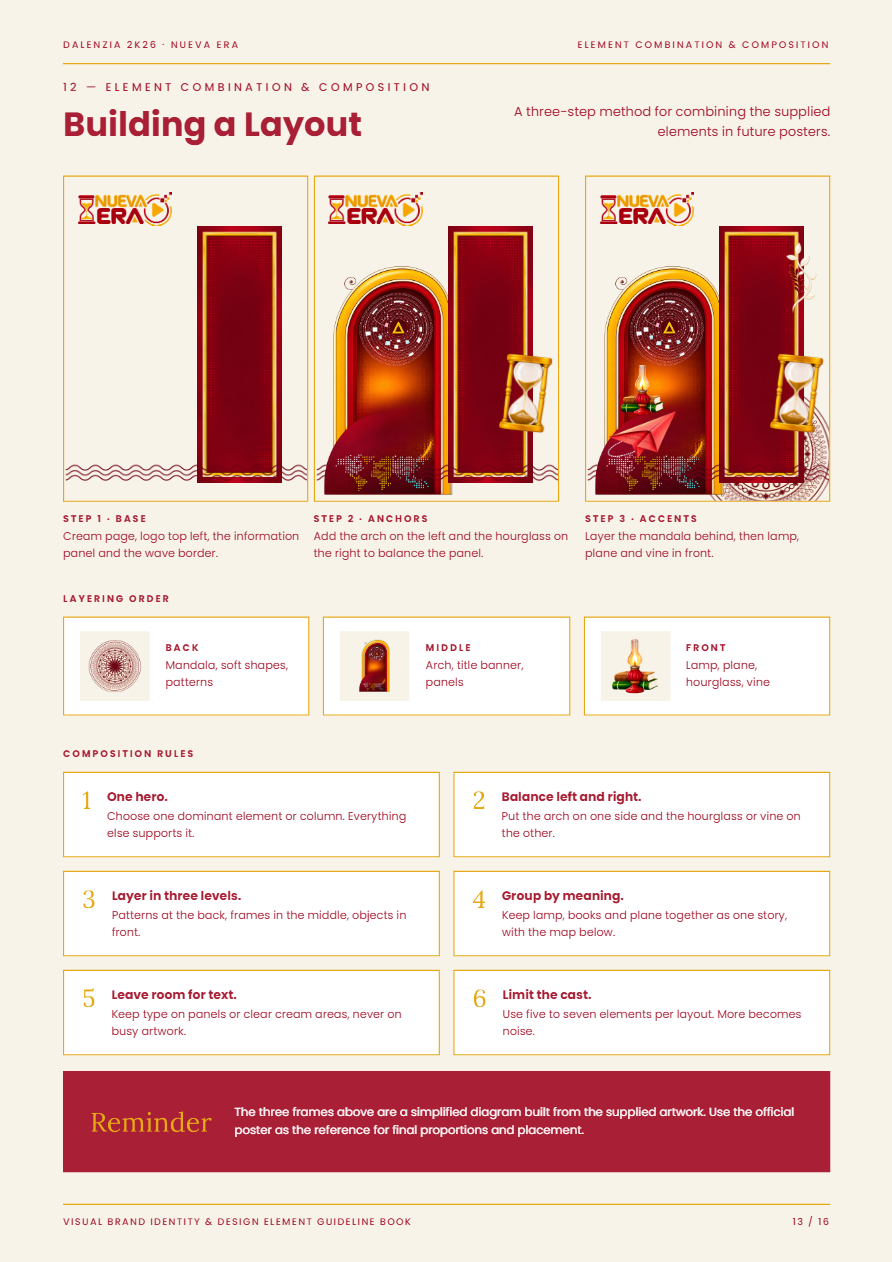 DALENZIA 2K26 · NUEVA ERA
ELEMENT COMBINATION & COMPOSITION
12 — ELEMENT COMBINATION & COMPOSITION
Building a Layout
A three-step method for combining the supplied
elements in future posters.
NUEVA
ERA
NUEVA
ERA
NUEVA
ERA
STEP 1 · BASE
Cream page, logo top left, the information
panel and the wave border.
STEP 2 · ANCHORS
Add the arch on the left and the hourglass on
the right to balance the panel.
STEP 3 · ACCENTS
Layer the mandala behind, then lamp,
plane and vine in front.
LAYERING ORDER
BACK
Mandala, soft shapes,
patterns
MIDDLE
Arch, title banner,
panels
FRONT
Lamp, plane,
hourglass, vine
COMPOSITION RULES
1 One hero.
Choose one dominant element or column. Everything
else supports it.
2 Balance left and right.
Put the arch on one side and the hourglass or vine on
the other.
3 Layer in three levels.
Patterns at the back, frames in the middle, objects in
front.
4 Group by meaning.
Keep lamp, books and plane together as one story,
with the map below.
5 Leave room for text.
Keep type on panels or clear cream areas, never on
busy artwork.
6 Limit the cast.
Use five to seven elements per layout. More becomes
noise.
Reminder
The three frames above are a simplified diagram built from the supplied artwork. Use the official
poster as the reference for final proportions and placement.
VISUAL BRAND IDENTITY & DESIGN ELEMENT GUIDELINE BOOK
13 / 16